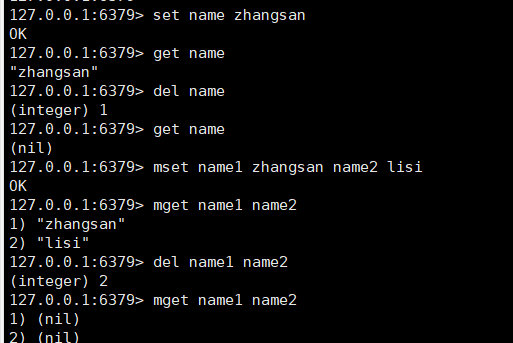 127.0.0.1:6379> set name zhangsan
OK
127.0.0.1:6379> get name
"zhangsan"
127.0.0.1:6379> del name
(integer) 1
127.0.0.1:6379> get name
(nil)
127.0.0.1:6379> mset name1 zhangsan name2 lisi
OK
127.0.0.1:6379> mget name1 name2
1) "zhangsan"
2) "lisi"
127.0.0.1:6379> del name1 name2
(integer) 2
127.0.0.1:6379> mget name1 name2
1) (nil)
2) (nil)